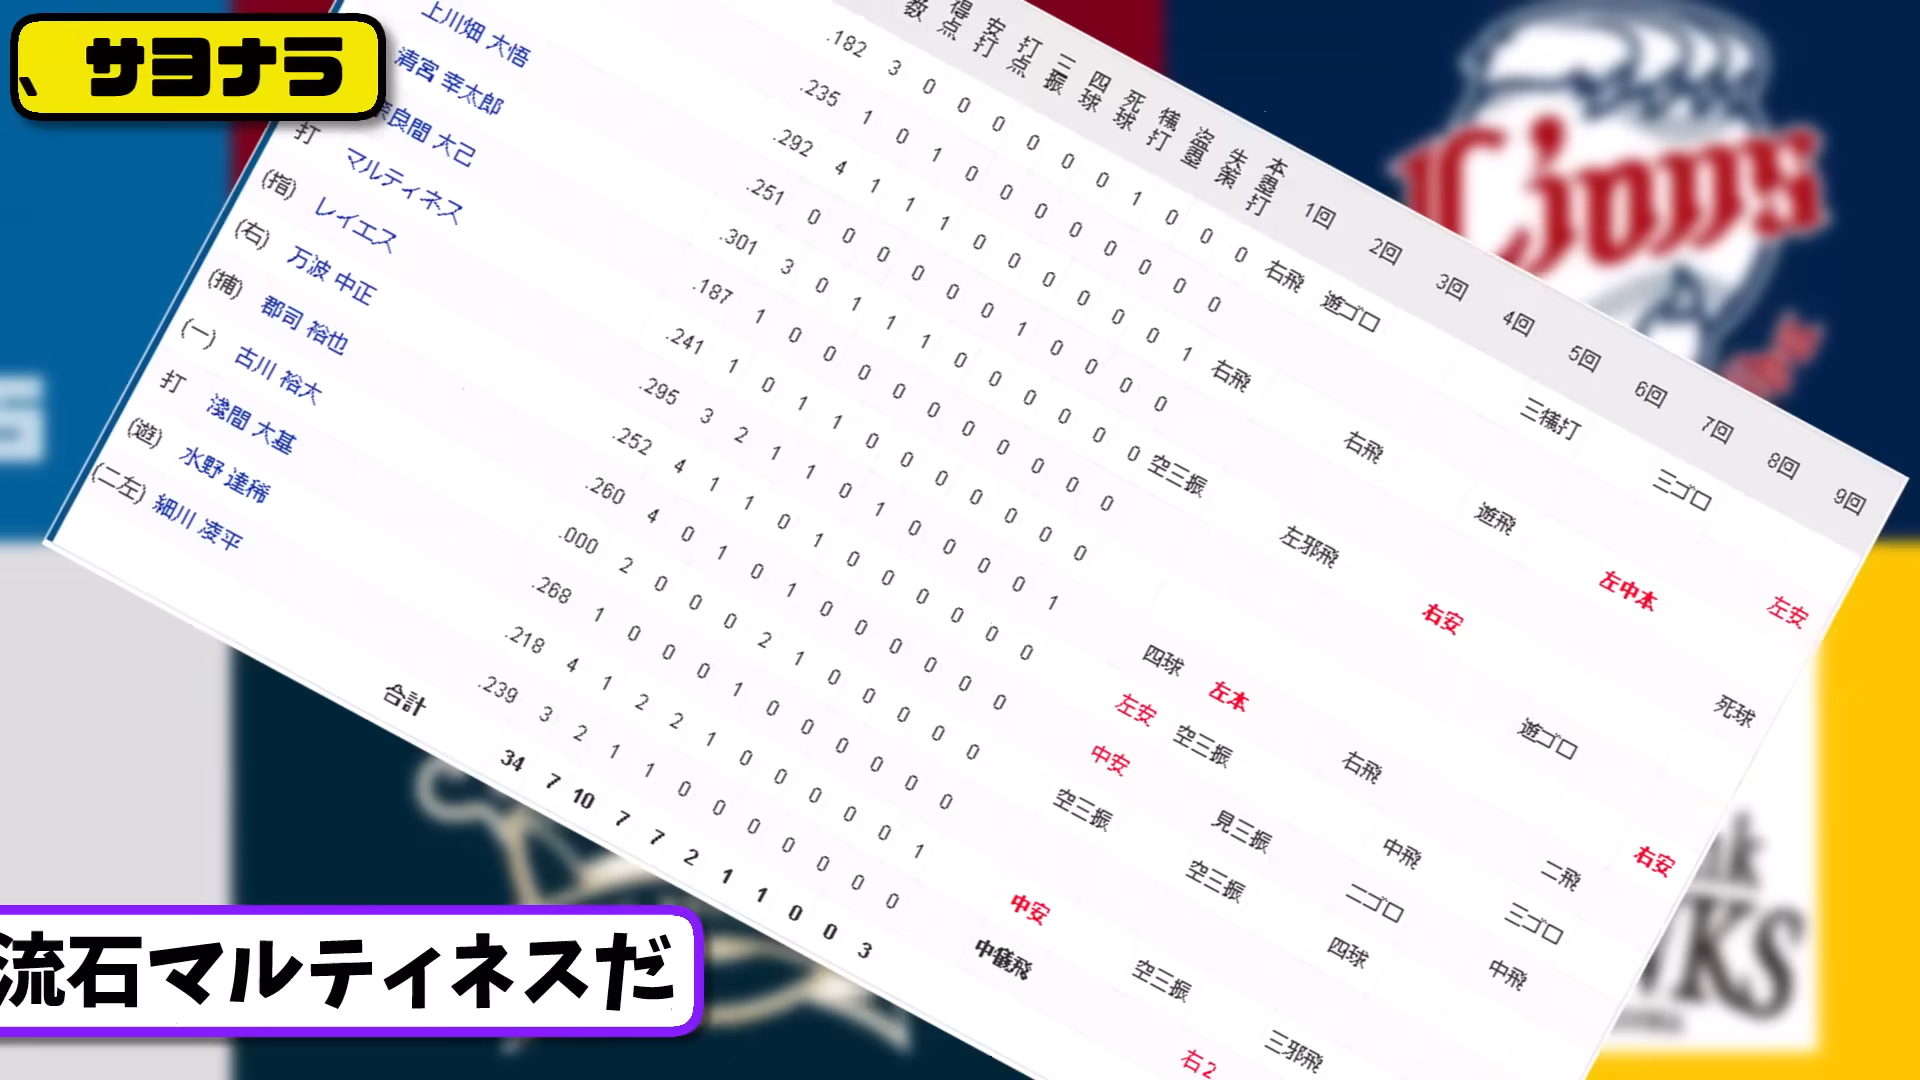 、 サヨナラ
数 得点 安打 打点 三振 四球 死球 犠打 盗塁 失策 本塁打 1回 2回 3回 4回 5回 6回 7回 8回 9回
.182 3 0 0 0 0 0 0 1 0 0 0 右飛 遊ゴロ 三犠打 三ゴロ
.235 1 0 1 0 0 0 0 0 0 0 0 左安
.292 4 1 1 1 0 0 0 0 0 0 1 右飛 右飛 遊飛 左中本
上川畑 大悟 .251 0 0 0 0 0 0 1 0 0 0 0 死球
清宮 幸太郎 .301 3 0 1 1 1 0 0 0 0 0 0 空三振 左邪飛 右安
奈良間 大己 .187 1 0 0 0 0 0 0 0 0 0 0 遊ゴロ
打 マルティネス .241 1 0 1 1 0 0 0 0 0 0 0 右安
(指) レイエス .295 3 2 1 1 0 1 0 0 0 0 1 四球 左本 右飛 二飛
(右) 万波 中正 .252 4 1 1 0 1 0 0 0 0 0 0 左安 空三振 中飛 三ゴロ
(捕) 郡司 裕也 .260 4 0 1 0 1 0 0 0 0 0 0 中安 見三振 二ゴロ 中飛
(一) 古川 裕大 .000 2 0 0 0 2 1 0 0 0 0 0 空三振 空三振 四球
打 淺間 大基 .268 1 0 0 0 1 0 0 0 0 0 0
(遊) 水野 達稀 .218 4 1 2 2 1 0 0 0 0 0 1 中安 空三振 三邪飛
(二左) 細川 凌平 .239 3 2 1 1 0 0 0 0 0 0 0 右2
合計 34 7 10 7 7 2 1 1 0 0 3
Lions
流石マルティネスだ